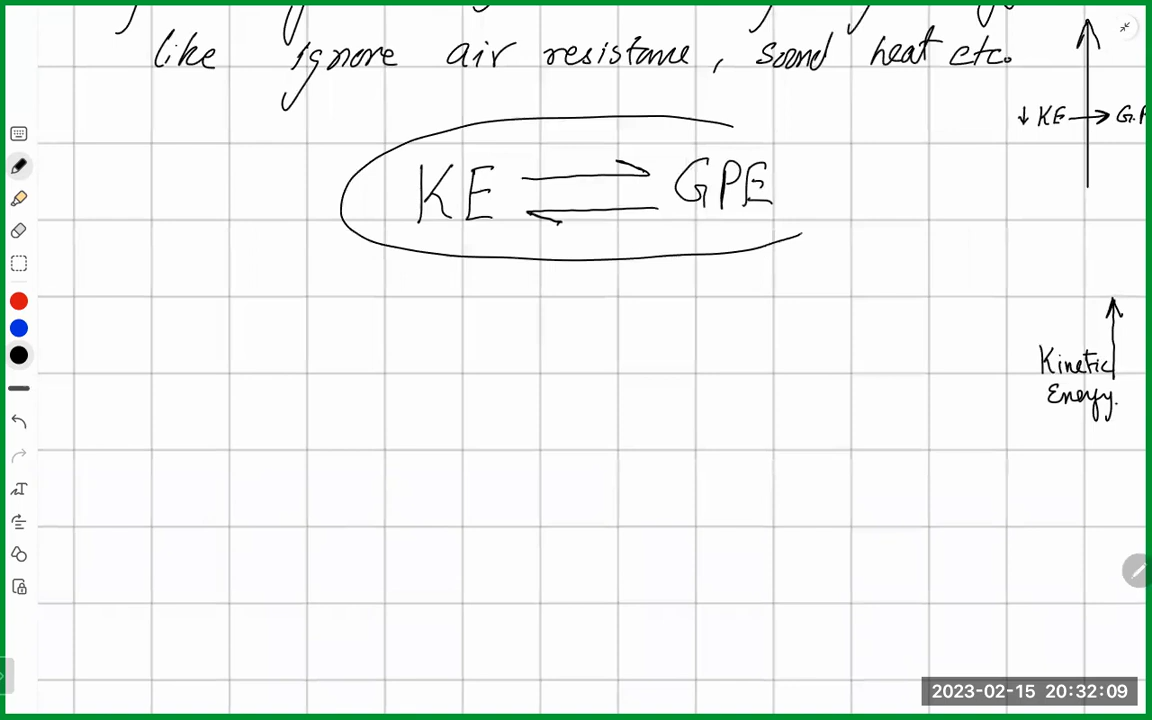 like ignore air resistance, sound heat etc.
↓ KE → G.P
KE ⇌ GPE
Kinetic
Energy.
2023-02-15 20:32:09